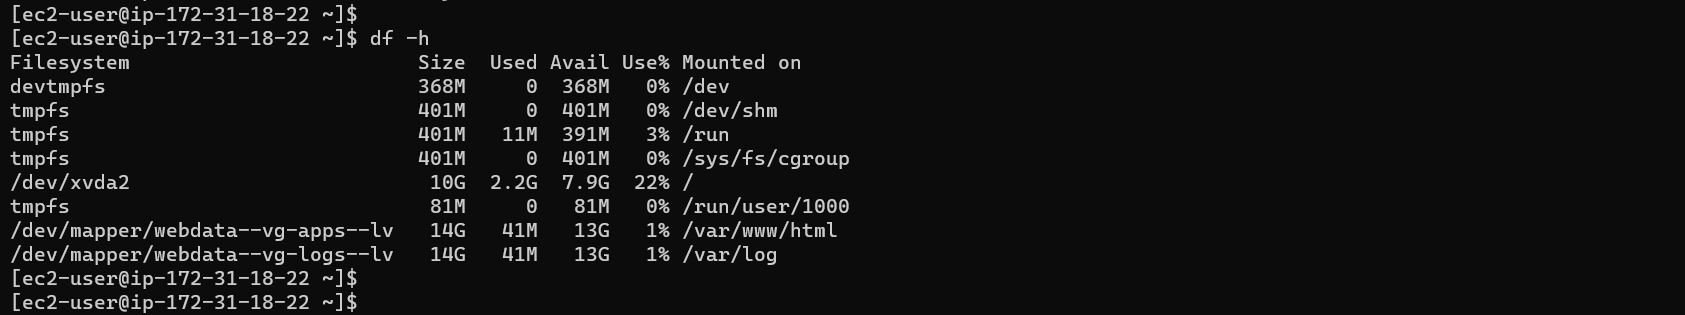 [ec2-user@ip-172-31-18-22 ~]$
[ec2-user@ip-172-31-18-22 ~]$ df -h
Filesystem                        Size  Used Avail Use% Mounted on
devtmpfs                          368M     0  368M   0% /dev
tmpfs                             401M     0  401M   0% /dev/shm
tmpfs                             401M   11M  391M   3% /run
tmpfs                             401M     0  401M   0% /sys/fs/cgroup
/dev/xvda2                         10G  2.2G  7.9G  22% /
tmpfs                              81M     0   81M   0% /run/user/1000
/dev/mapper/webdata--vg-apps--lv   14G   41M   13G   1% /var/www/html
/dev/mapper/webdata--vg-logs--lv   14G   41M   13G   1% /var/log
[ec2-user@ip-172-31-18-22 ~]$
[ec2-user@ip-172-31-18-22 ~]$